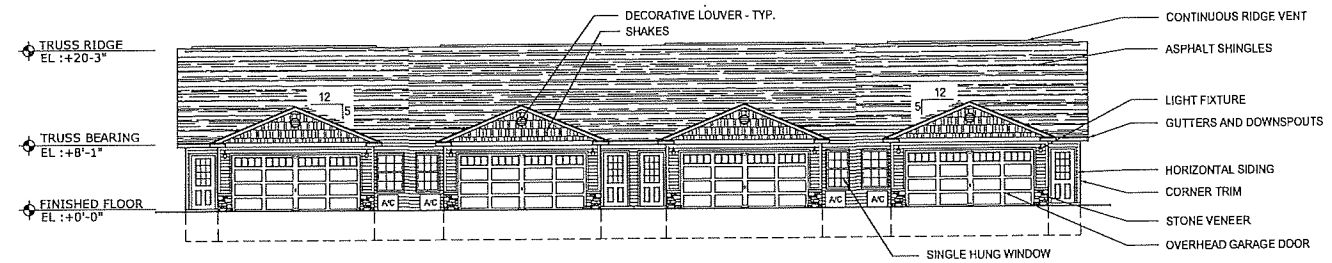 DECORATIVE LOUVER - TYP.
SHAKES
CONTINUOUS RIDGE VENT
TRUSS RIDGE
EL :+20-3"
ASPHALT SHINGLES
12
5
12
5
LIGHT FIXTURE
GUTTERS AND DOWNSPOUTS
TRUSS BEARING
EL :+8'-1"
HORIZONTAL SIDING
CORNER TRIM
FINISHED FLOOR
EL :+0'-0"
A/C
A/C
A/C
A/C
STONE VENEER
OVERHEAD GARAGE DOOR
SINGLE HUNG WINDOW